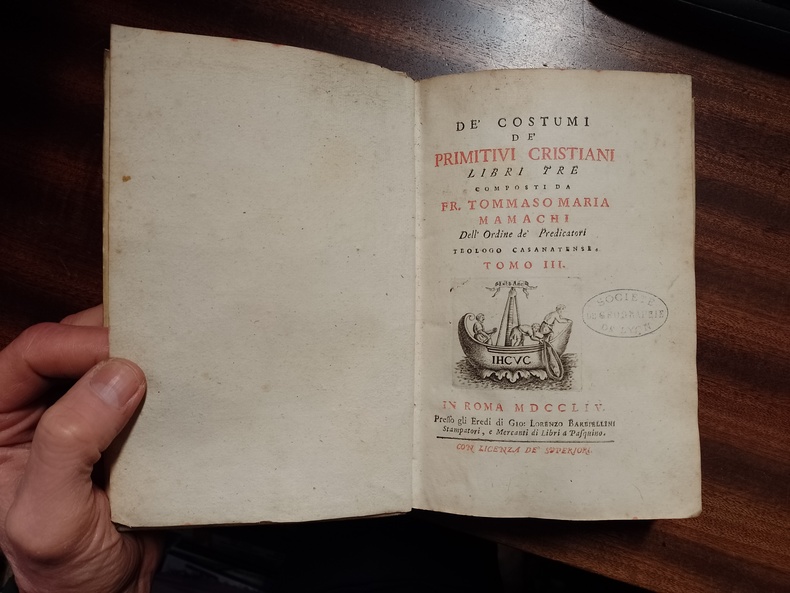 DE' COSTUMI
DE'
PRIMITIVI CRISTIANI
LIBRI TRE
COMPOSTI DA
FR. TOMMASO MARIA
MAMACHI
Dell' Ordine de' Predicatori
TEOLOGO CASANATENSE.
TOMO III.
IHCVC
SOCIÉTÉ
DE LYON
IN ROMA MDCCLIV.
Presso gli Eredi di Gio: Lorenzo Barbiellini
Stampatori, e Mercanti di Libri a Pasquino.
CON LICENZA DE' SUPERIORI.